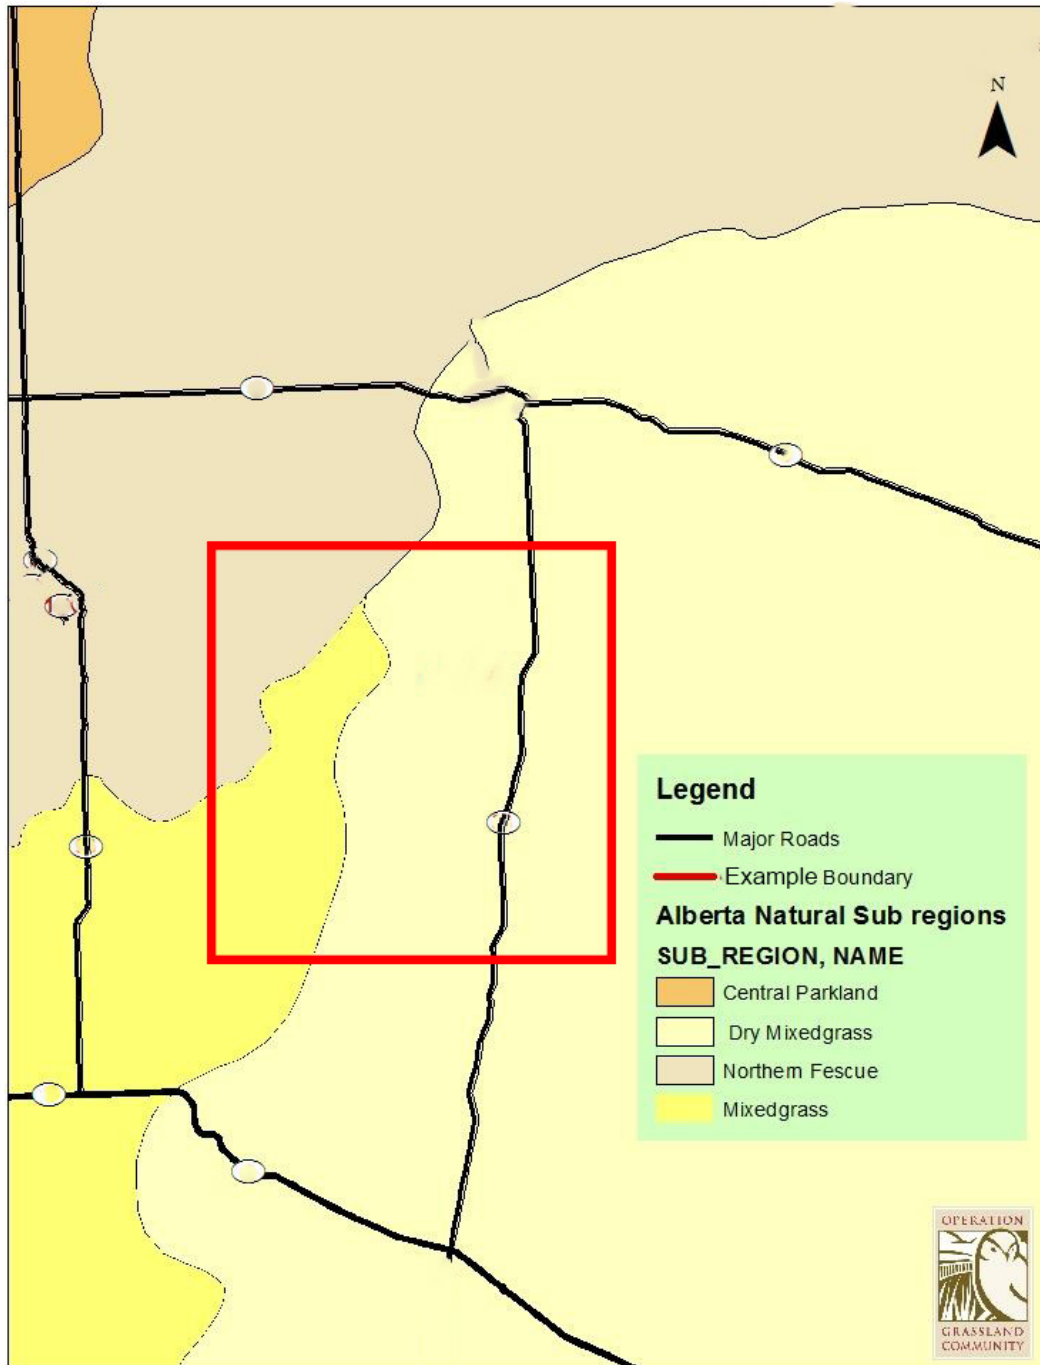 N
Legend
Major Roads
Example Boundary
Alberta Natural Sub regions
SUB_REGION, NAME
Central Parkland
Dry Mixedgrass
Northern Fescue
Mixedgrass
OPERATION
GRASSLAND
COMMUNITY